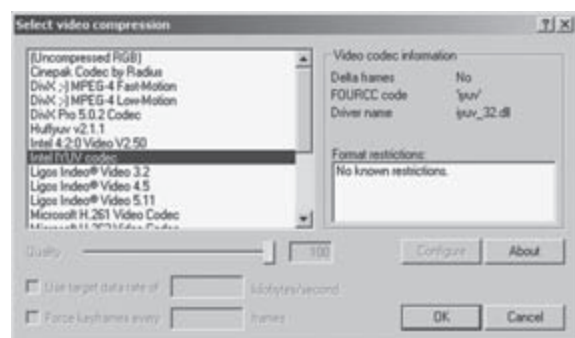 Select video compression
(Uncompressed RGB)
Cinepak Codec by Radius
DivX ;-) MPEG-4 Fast-Motion
DivX ;-) MPEG-4 Low-Motion
DivX Pro 5.0.2 Codec
Huffyuv v2.1.1
Intel 4:2:0 Video V2.50
Intel IYUV codec
Ligos Indeo® Video 3.2
Ligos Indeo® Video 4.5
Ligos Indeo® Video 5.11
Microsoft H.261 Video Codec
Microsoft H.263 Video Codec
Video codec information
Delta frames No
FOURCC code 'iyuv'
Driver name iyuv_32.dll
Format restrictions:
No known restrictions.
Quality 100
Configure About
Use target data rate of kilobytes/second
Force keyframes every frames
OK Cancel